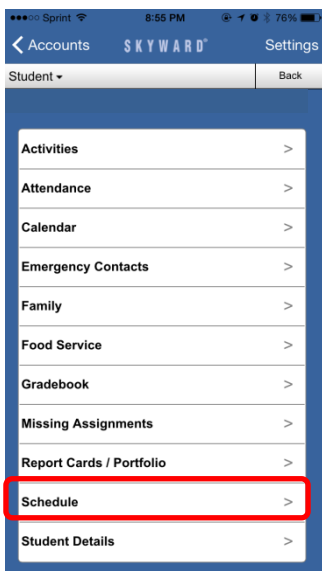 Sprint 8:55 PM 76%
Accounts SKYWARD® Settings
Student Back
Activities >
Attendance >
Calendar >
Emergency Contacts >
Family >
Food Service >
Gradebook >
Missing Assignments >
Report Cards / Portfolio >
Schedule >
Student Details >